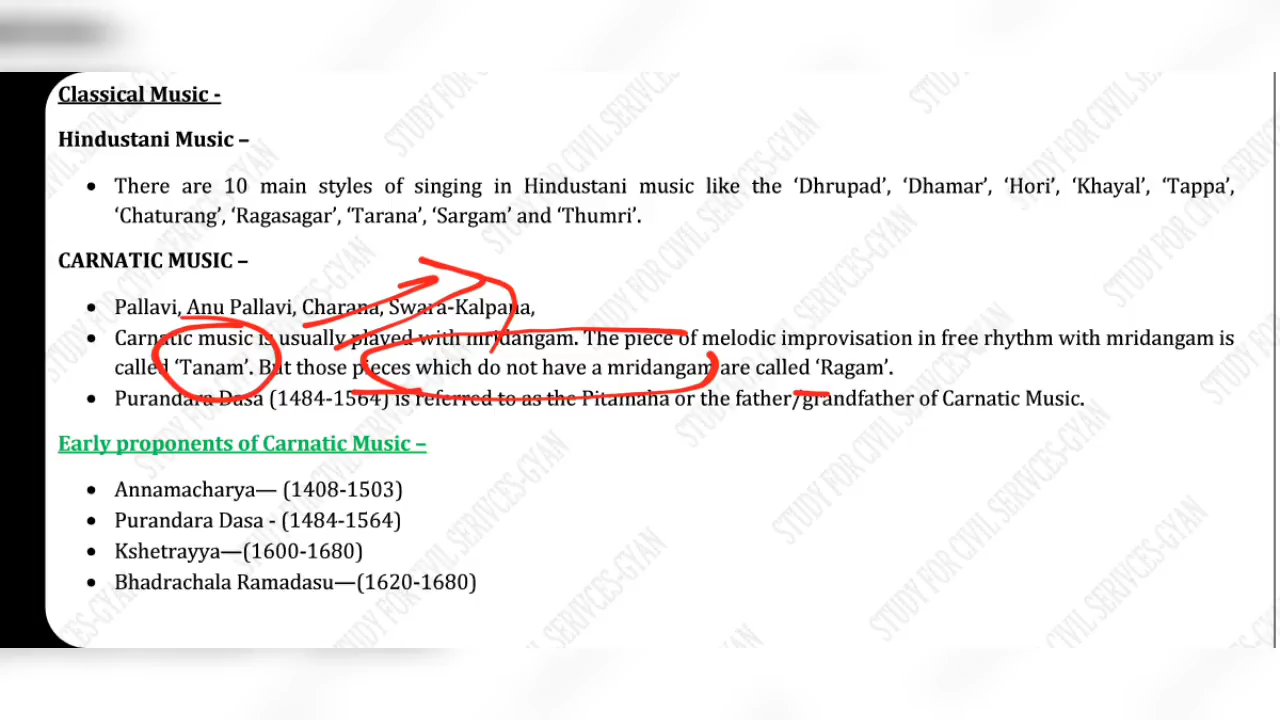 Classical Music -
Hindustani Music –
• There are 10 main styles of singing in Hindustani music like the ‘Dhrupad’, ‘Dhamar’, ‘Hori’, ‘Khayal’, ‘Tappa’,
‘Chaturang’, ‘Ragasagar’, ‘Tarana’, ‘Sargam’ and ‘Thumri’.
CARNATIC MUSIC –
• Pallavi, Anu Pallavi, Charana, Swara-Kalpana,
• Carnatic music is usually played with mridangam. The piece of melodic improvisation in free rhythm with mridangam is
called ‘Tanam’. But those pieces which do not have a mridangam are called ‘Ragam’.
• Purandara Dasa (1484-1564) is referred to as the Pitamaha or the father/grandfather of Carnatic Music.
Early proponents of Carnatic Music –
• Annamacharya— (1408-1503)
• Purandara Dasa - (1484-1564)
• Kshetrayya—(1600-1680)
• Bhadrachala Ramadasu—(1620-1680)
STUDY FOR CIVIL SERIVCES-GYAN